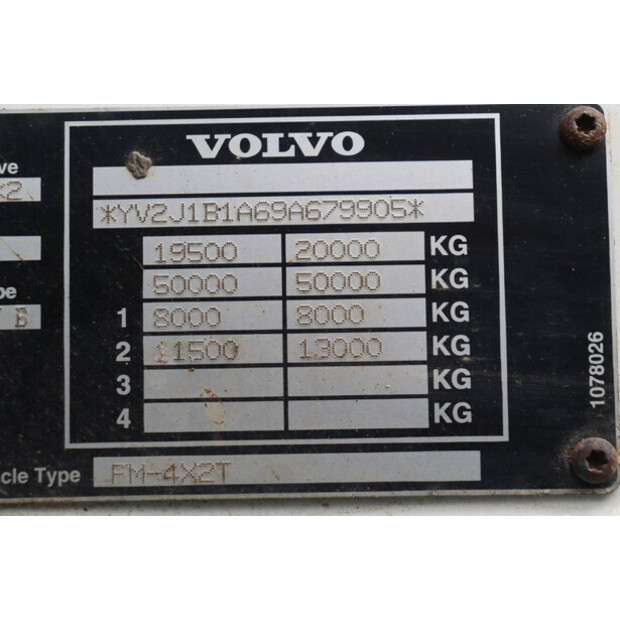 VOLVO
ve
X2
*YV2J1B1A69A679905*
19500 20000 KG
50000 50000 KG
pe
B
1 8000 8000 KG
2 11500 13000 KG
3 KG
4 KG
1078026
cle Type FM-4X2T